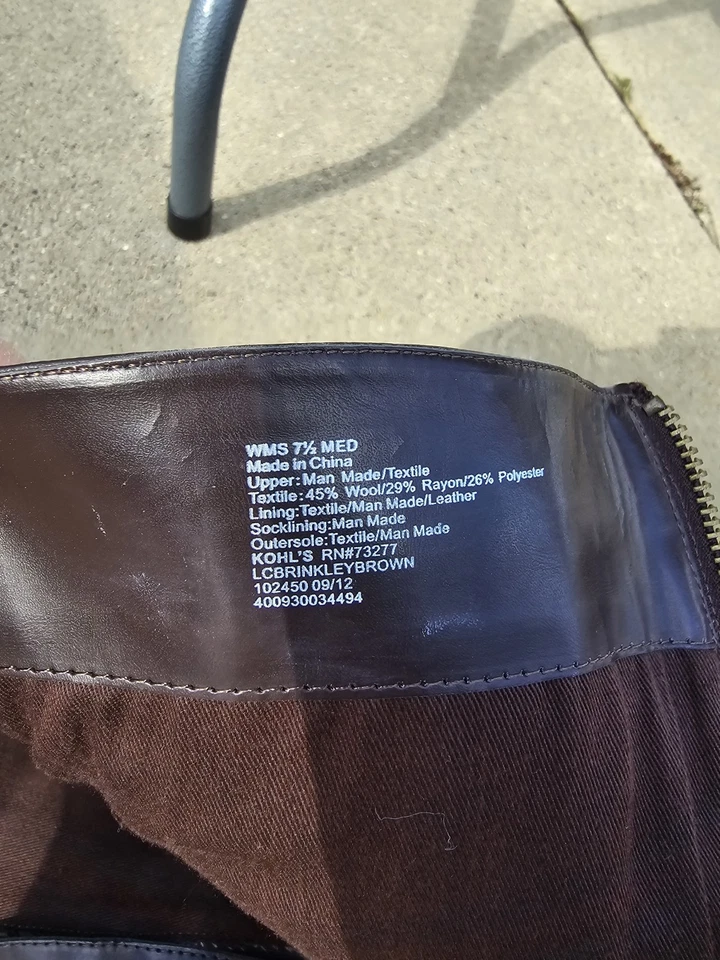 WMS 7½ MED
Made in China
Upper:Man Made/Textile
Textile:45% Wool/29% Rayon/26% Polyester
Lining:Textile/Man Made/Leather
Socklining:Man Made
Outersole:Textile/Man Made
KOHL'S RN#73277
LCBRINKLEYBROWN
102450 09/12
400930034494